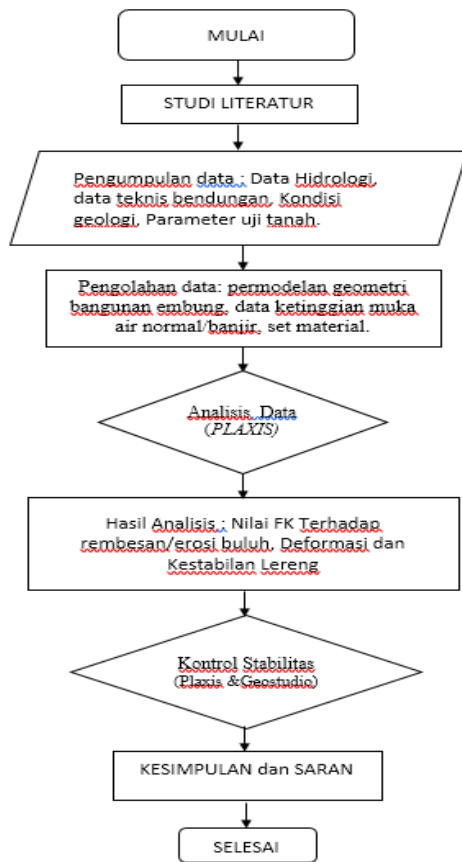 MULAI
STUDI LITERATUR
Pengumpulan data : Data Hidrologi,
data teknis bendungan, Kondisi
geologi, Parameter uji tanah.
Pengolahan data: permodelan geometri
bangunan embung, data ketinggian muka
air normal/banjir, set material.
Analisis Data
(PLAXIS)
Hasil Analisis : Nilai FK Terhadap
rembesan/erosi buluh, Deformasi dan
Kestabilan Lereng
Kontrol Stabilitas
(Plaxis &Geostudio)
KESIMPULAN dan SARAN
SELESAI